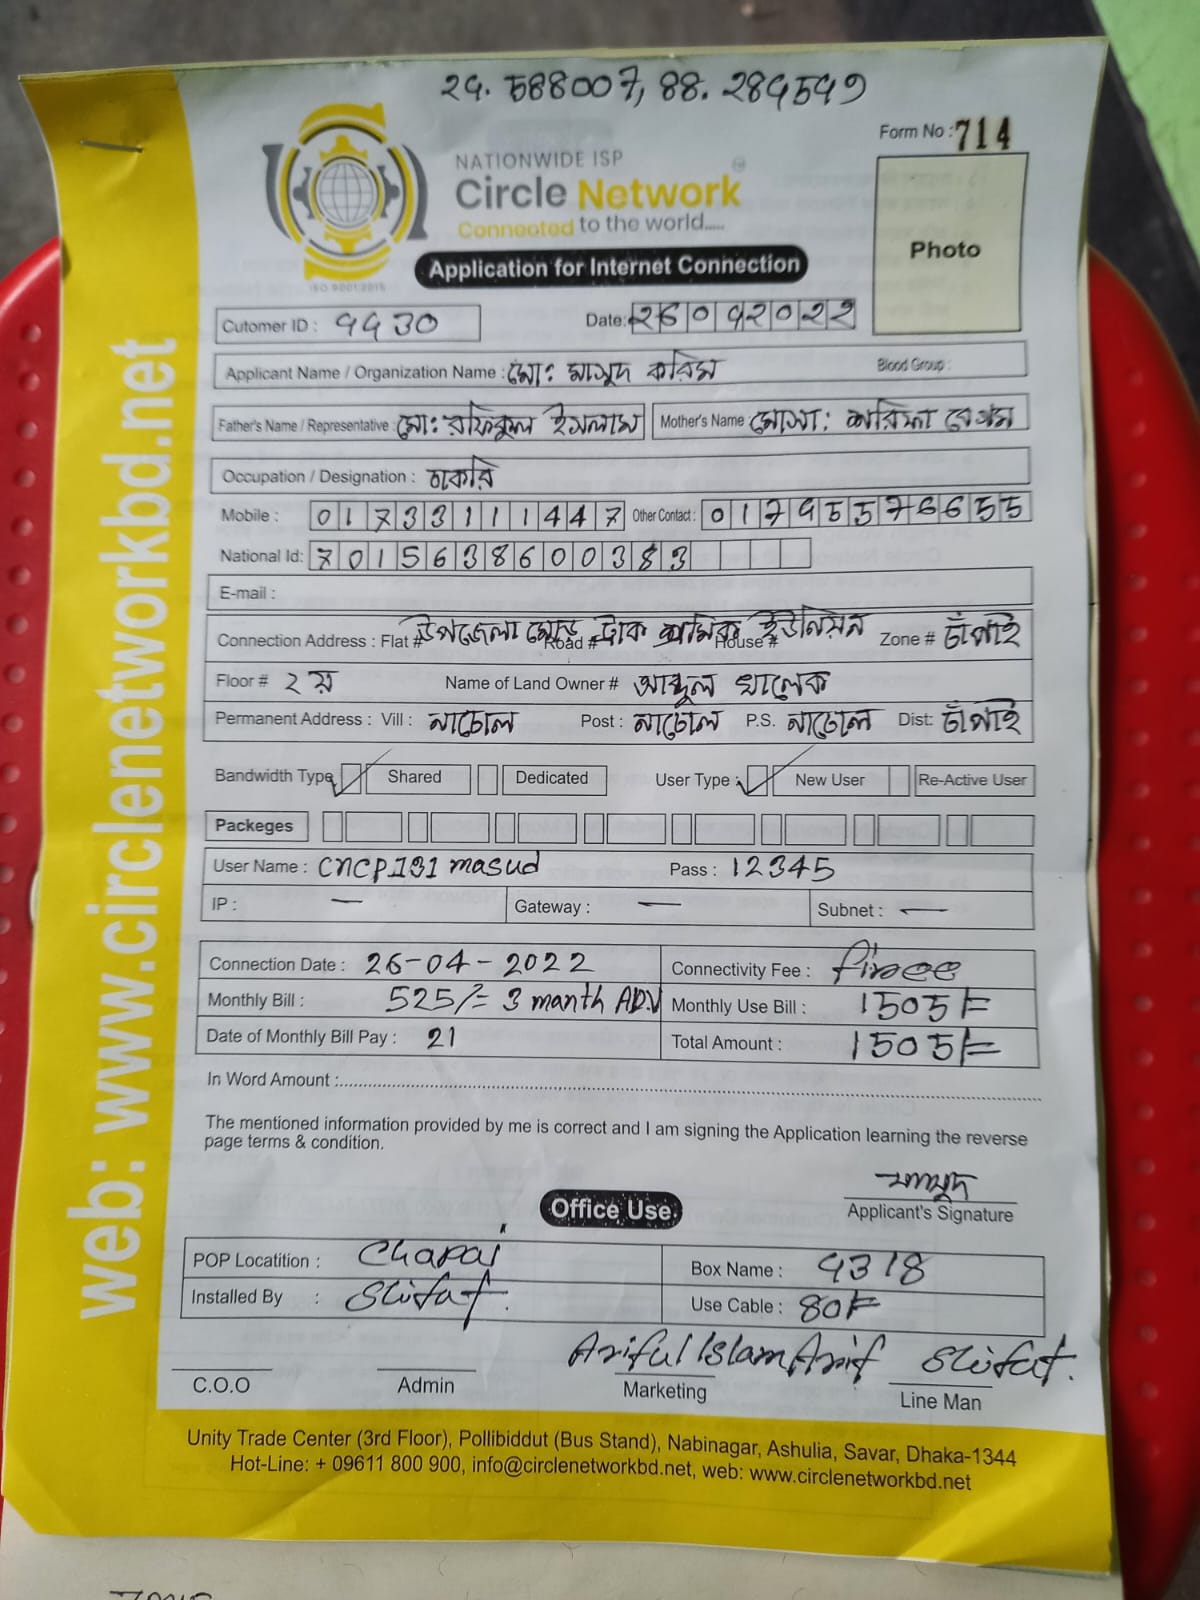 24.588007, 88.284549
Form No : 714
NATIONWIDE ISP
Circle Network
Connected to the world.....
ISO 9001:2015
Photo
Application for Internet Connection
Cutomer ID : 9430
Date: 26042022
Applicant Name / Organization Name : মো: মাসুদ করিম Blood Group :
Father's Name / Representative : মো: রফিকুল ইসলাম Mother's Name মোসা: বেগম
Occupation / Designation : চাকরি
Mobile : 01733111447 Other Contact : 01795576655
National Id: 7015638600383
E-mail :
Connection Address : Flat # উপজেলা মোড় Road # ট্রাক শ্রমিক House # ইউনিয়ন Zone # চাঁপাই
Floor # ২য় Name of Land Owner # আব্দুল খালেক
Permanent Address : Vill : নাচোল Post : নাচোল P.S. নাচোল Dist: চাঁপাই
Bandwidth Type Shared Dedicated User Type : New User Re-Active User
Packeges
User Name : CNCP131masud Pass : 12345
IP : — Gateway : — Subnet : —
Connection Date : 26-04-2022 Connectivity Fee :
Monthly Bill : 525/= 3 manth ADV Monthly Use Bill : 1505/=
Date of Monthly Bill Pay : 21 Total Amount : 1505/=
In Word Amount :
The mentioned information provided by me is correct and I am signing the Application learning the reverse
page terms & condition.
মাসুদ
Applicant's Signature
Office Use.
POP Locatition : Chapai Box Name : 9318
Installed By : Sifat Use Cable : 80F
Ariful Islam Arif Sifat.
C.O.O Admin Marketing Line Man
Unity Trade Center (3rd Floor), Pollibiddut (Bus Stand), Nabinagar, Ashulia, Savar, Dhaka-1344
Hot-Line: + 09611 800 900, info@circlenetworkbd.net, web: www.circlenetworkbd.net
web: www.circlenetworkbd.net